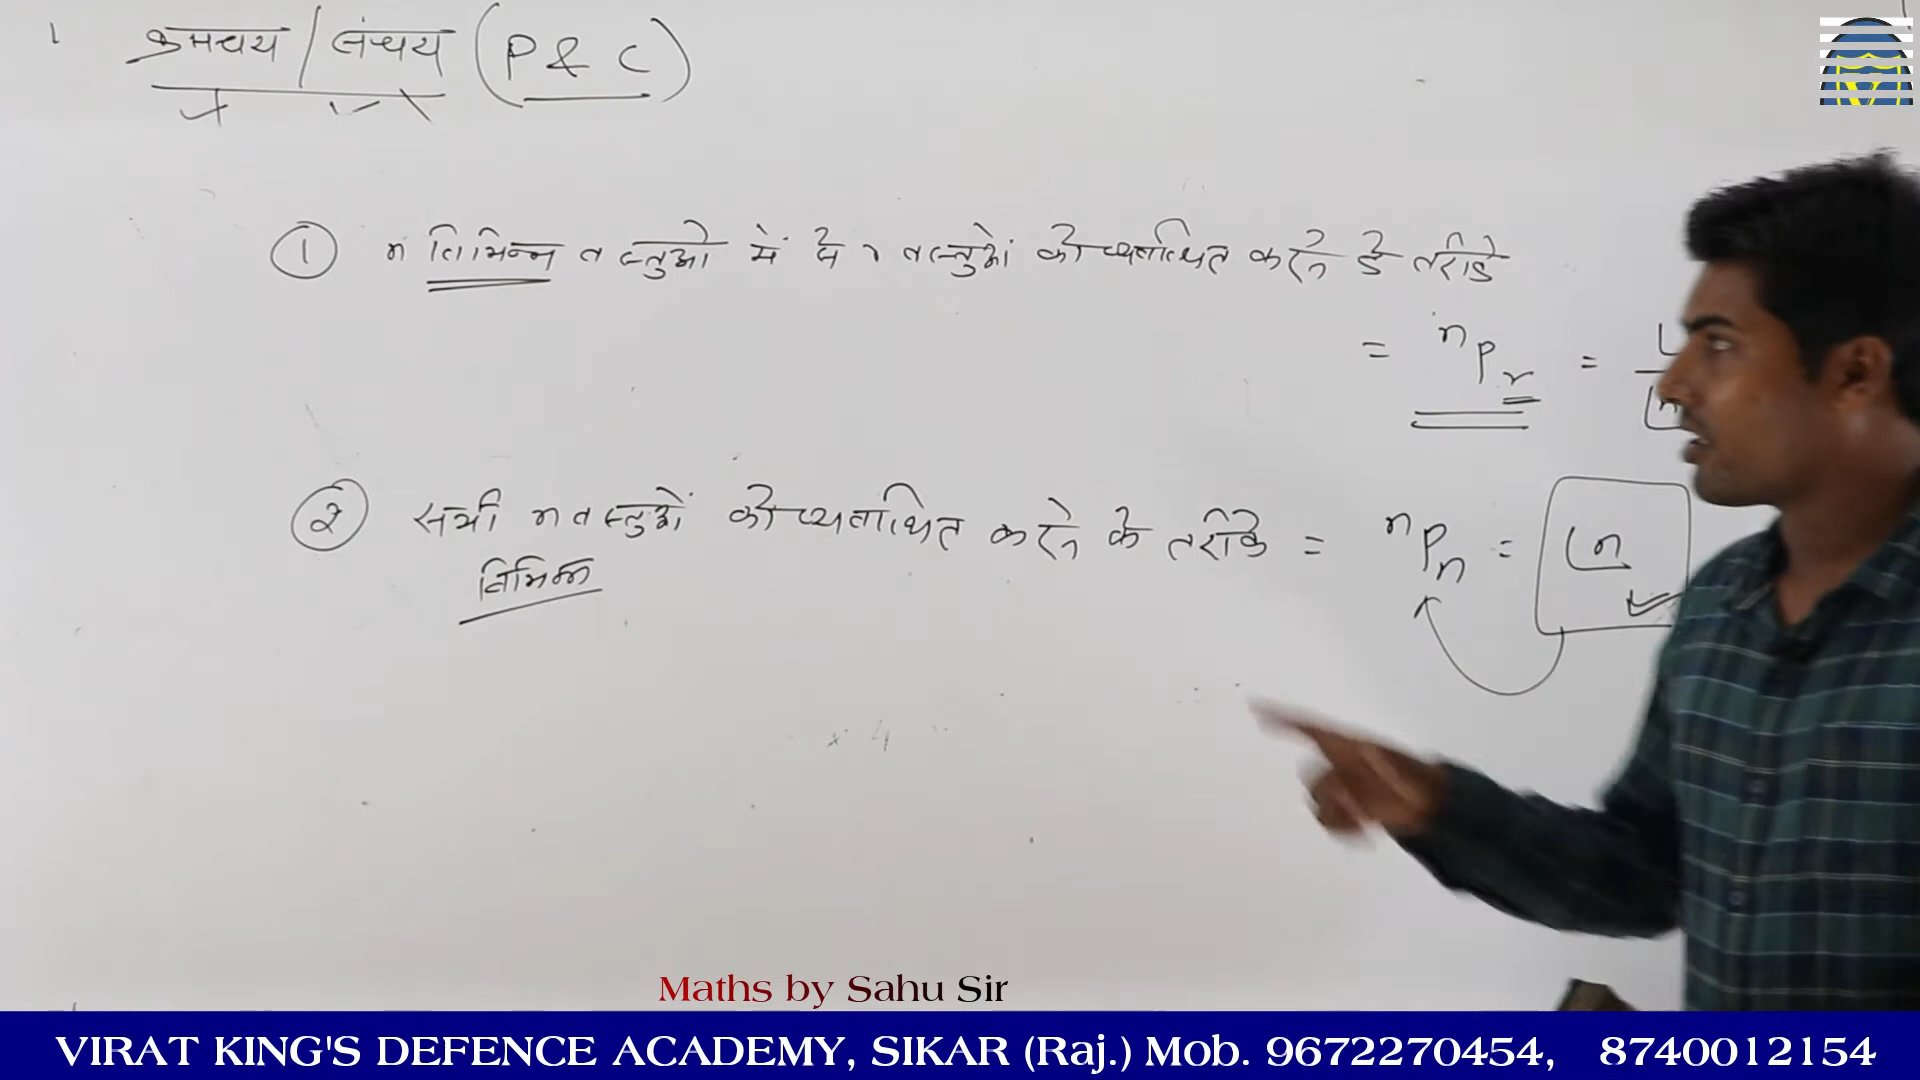 क्रमचय / संचय (P & C)
① n विभिन्न वस्तुओ में से r वस्तुओं को व्यवस्थित करने के तरीके
= ⁿPᵣ =
② सभी n वस्तुओं को व्यवस्थित करने के तरीके = ⁿPₙ = |n
विभिन्न
Maths by Sahu Sir
VIRAT KING'S DEFENCE ACADEMY, SIKAR (Raj.) Mob. 9672270454, 8740012154